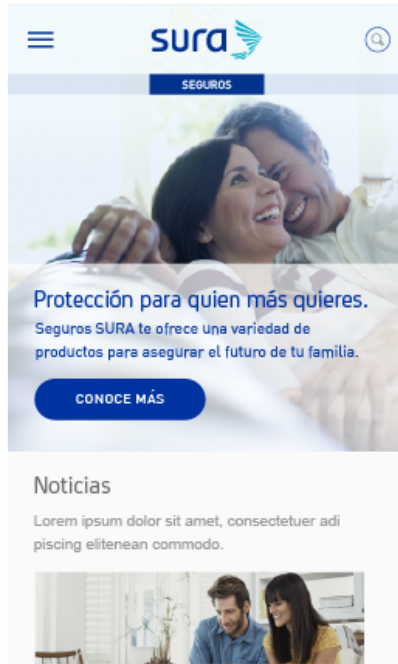 sura
SEGUROS
Protección para quien más quieres.
Seguros SURA te ofrece una variedad de
productos para asegurar el futuro de tu familia.
CONOCE MÁS
Noticias
Lorem ipsum dolor sit amet, consectetuer adi
piscing elitenean commodo.